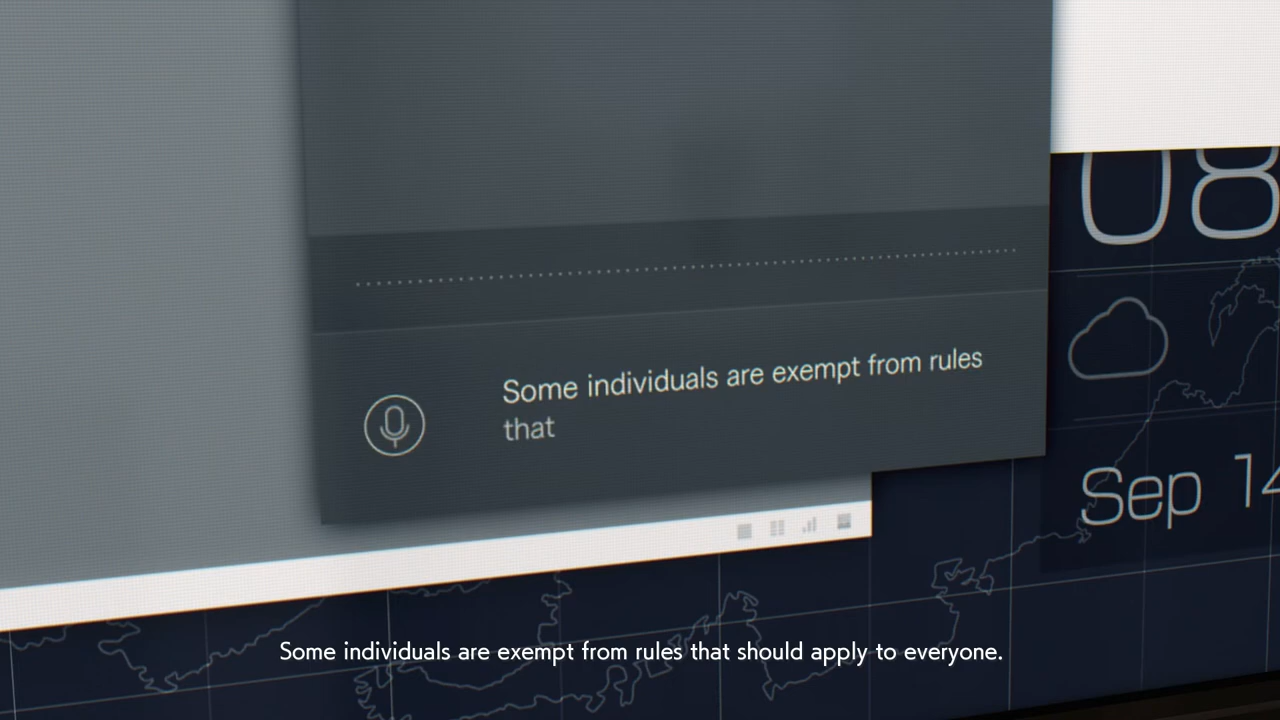 08
Some individuals are exempt from rules
that
Sep 14
Some individuals are exempt from rules that should apply to everyone.